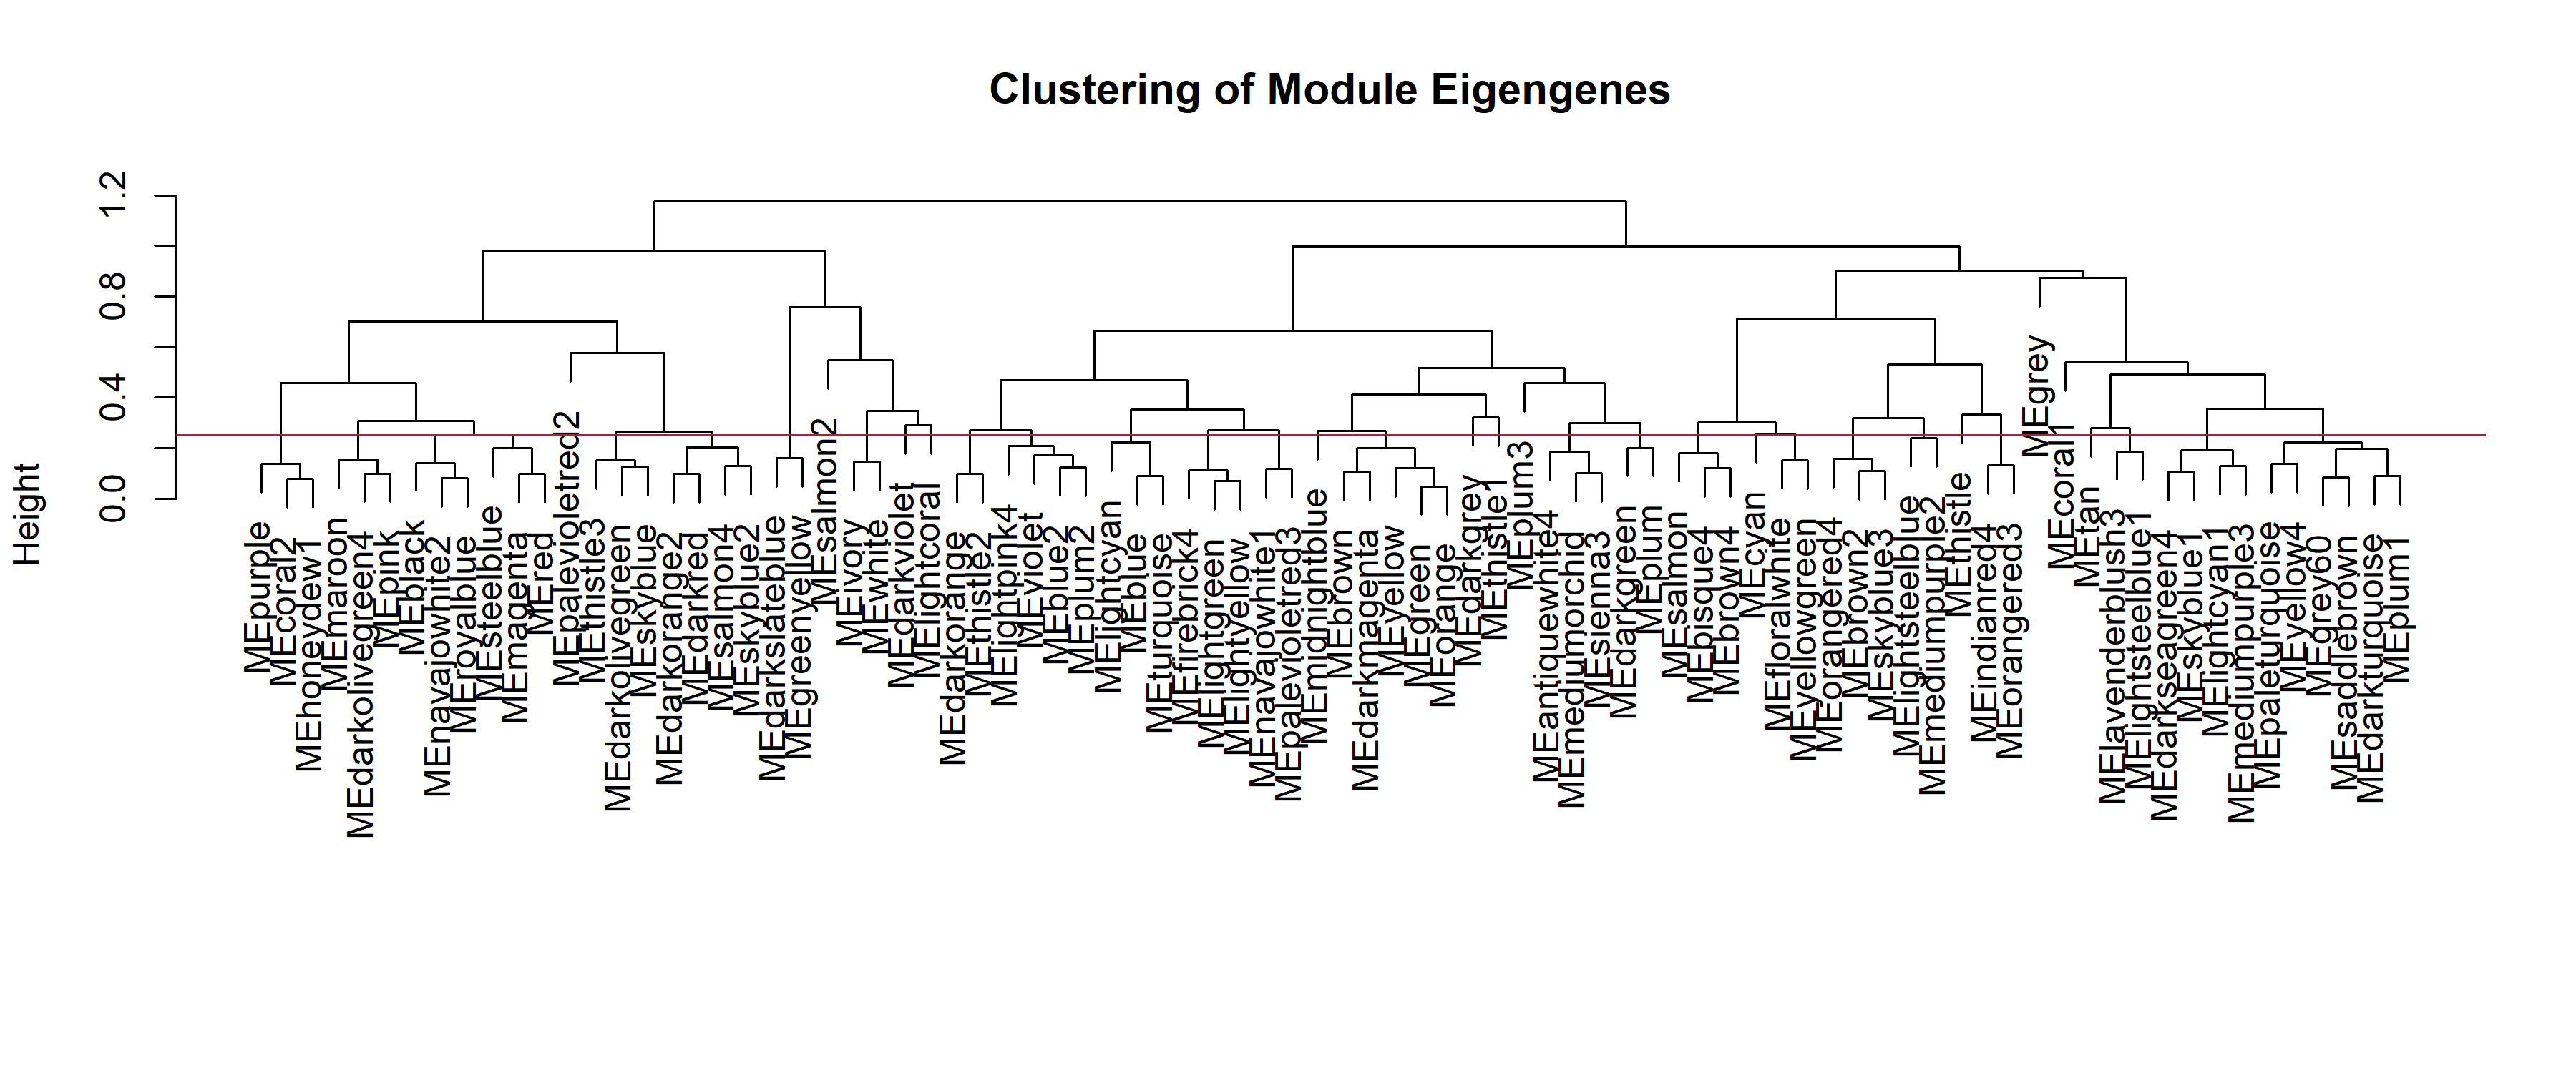 Clustering of Module Eigengenes
Height
0.0
0.4
0.8
1.2
MEpurple
MEcoral2
MEhoneydew1
MEmaroon
MEdarkolivegreen4
MEpink
MEblack
MEnavajowhite2
MEroyalblue
MEsteelblue
MEmagenta
MEred
MEpalevioletred2
MEthistle3
MEdarkolivegreen
MEskyblue
MEdarkorange2
MEdarkred
MEsalmon4
MEskyblue2
MEdarkslateblue
MEgreenyellow
MEsalmon2
MEivory
MEwhite
MEdarkviolet
MElightcoral
MEdarkorange
MEthistle2
MElightpink4
MEviolet
MEblue2
MEplum2
MElightcyan
MEblue
MEturquoise
MEfirebrick4
MElightgreen
MElightyellow
MEnavajowhite1
MEpalevioletred3
MEmidnightblue
MEbrown
MEdarkmagenta
MEyellow
MEgreen
MEorange
MEdarkgrey
MEthistle1
MEplum3
MEantiquewhite4
MEmediumorchid
MEsienna3
MEdarkgreen
MEplum
MEsalmon
MEbisque4
MEbrown4
MEcyan
MEfloralwhite
MEyellowgreen
MEorangered4
MEbrown2
MEskyblue3
MElightsteelblue
MEmediumpurple2
MEthistle
MEindianred4
MEorangered3
MEgrey
MEcoral1
MEtan
MElavenderblush3
MElightsteelblue1
MEdarkseagreen4
MEskyblue1
MElightcyan1
MEmediumpurple3
MEpaleturquoise
MEyellow4
MEgrey60
MEsaddlebrown
MEdarkturquoise
MEplum1